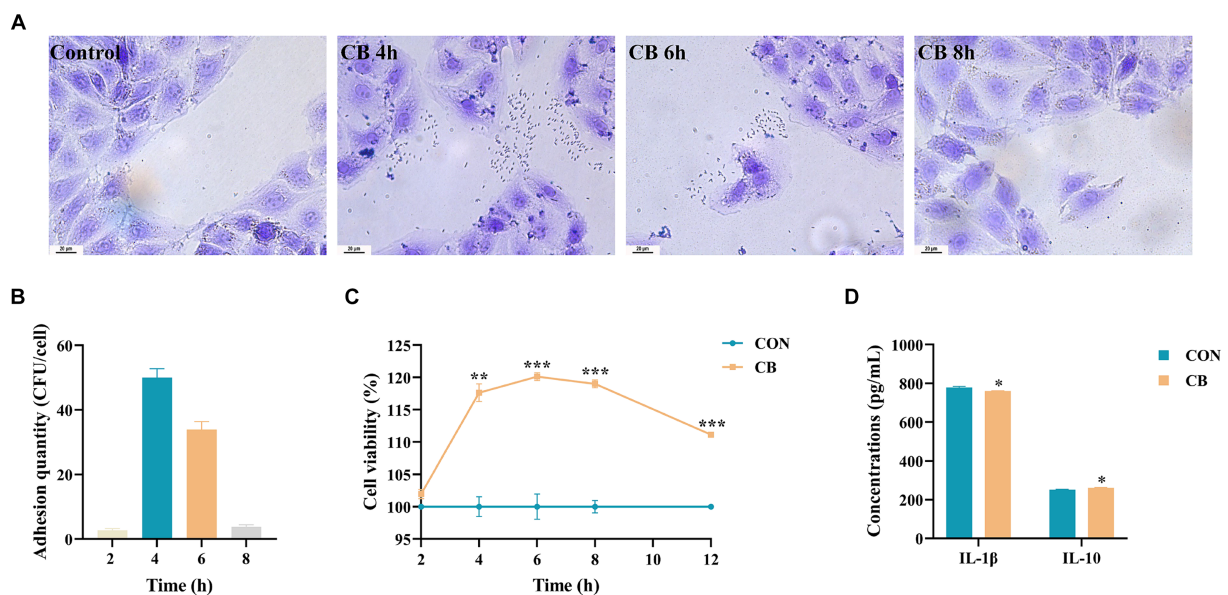 A
Control
CB 4h
CB 6h
CB 8h
20 μm
20 μm
20 μm
20 μm
B
Adhesion quantity (CFU/cell)
60
40
20
0
2 4 6 8
Time (h)
C
Cell viability (%)
125
120
115
110
105
100
95
** *** *** ***
2 4 6 8 10 12
Time (h)
CON
CB
D
Concentrations (pg/mL)
1000
800
600
400
200
0
* *
IL-1β IL-10
CON
CB